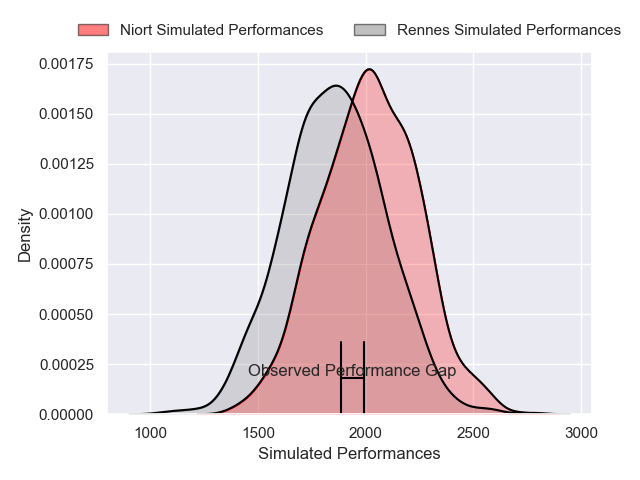 Niort Simulated Performances
Rennes Simulated Performances
0.00175
0.00150
0.00125
0.00100
0.00075
0.00050
0.00025
0.00000
Density
Observed Performance Gap
1000
1500
2000
2500
3000
Simulated Performances